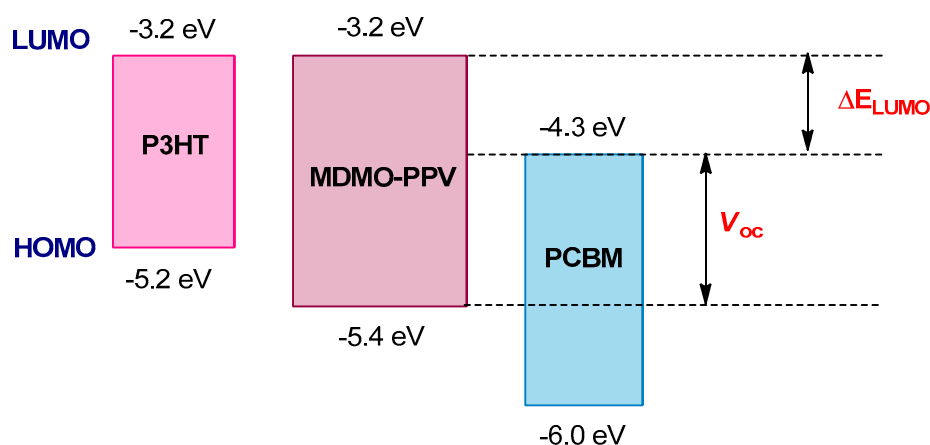 LUMO
-3.2 eV
-3.2 eV
P3HT
MDMO-PPV
-4.3 eV
ΔE_LUMO
HOMO
-5.2 eV
PCBM
V_oc
-5.4 eV
-6.0 eV